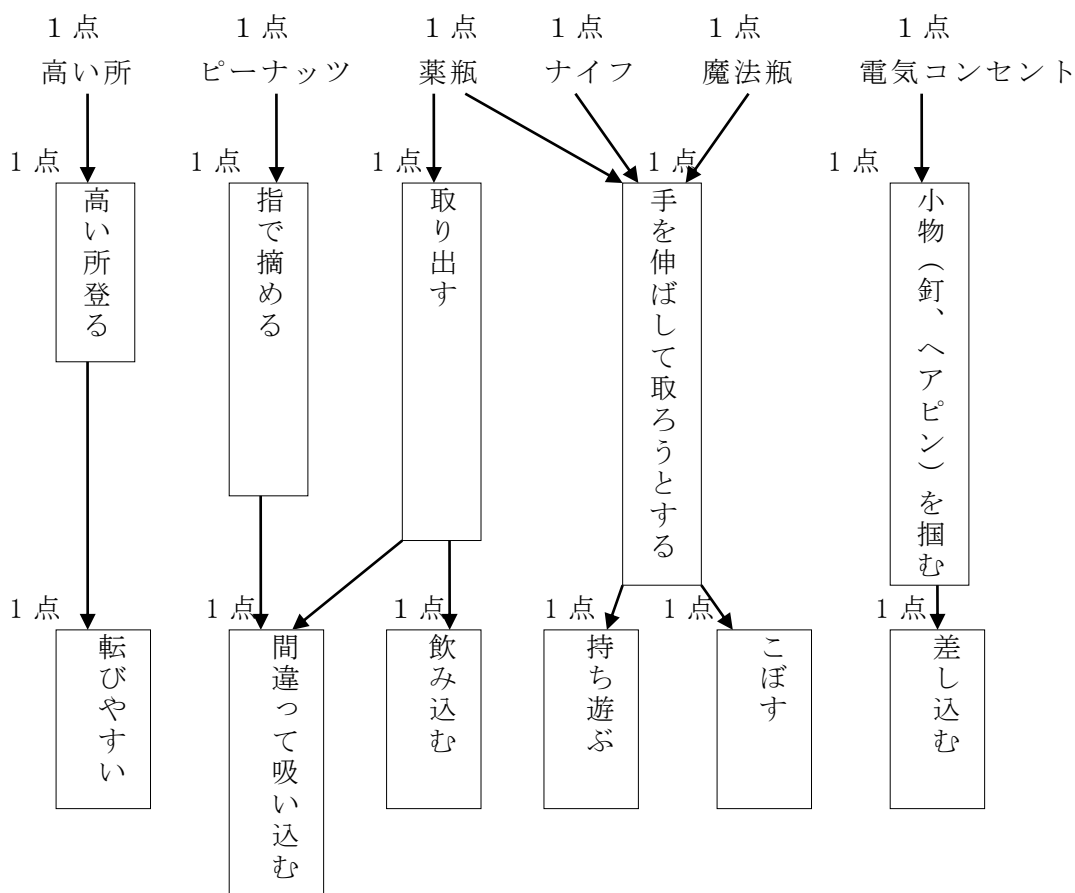 １点
１点
１点
１点
１点
１点
高い所
ピーナッツ
薬瓶
ナイフ
魔法瓶
電気コンセント
１点
１点
１点
１点
１点
高い所登る
指で摘める
取り出す
手を伸ばして取ろうとする
小物（釘、ヘアピン）を掴む
１点
１点
１点
１点
１点
１点
転びやすい
間違って吸い込む
飲み込む
持ち遊ぶ
こぼす
差し込む